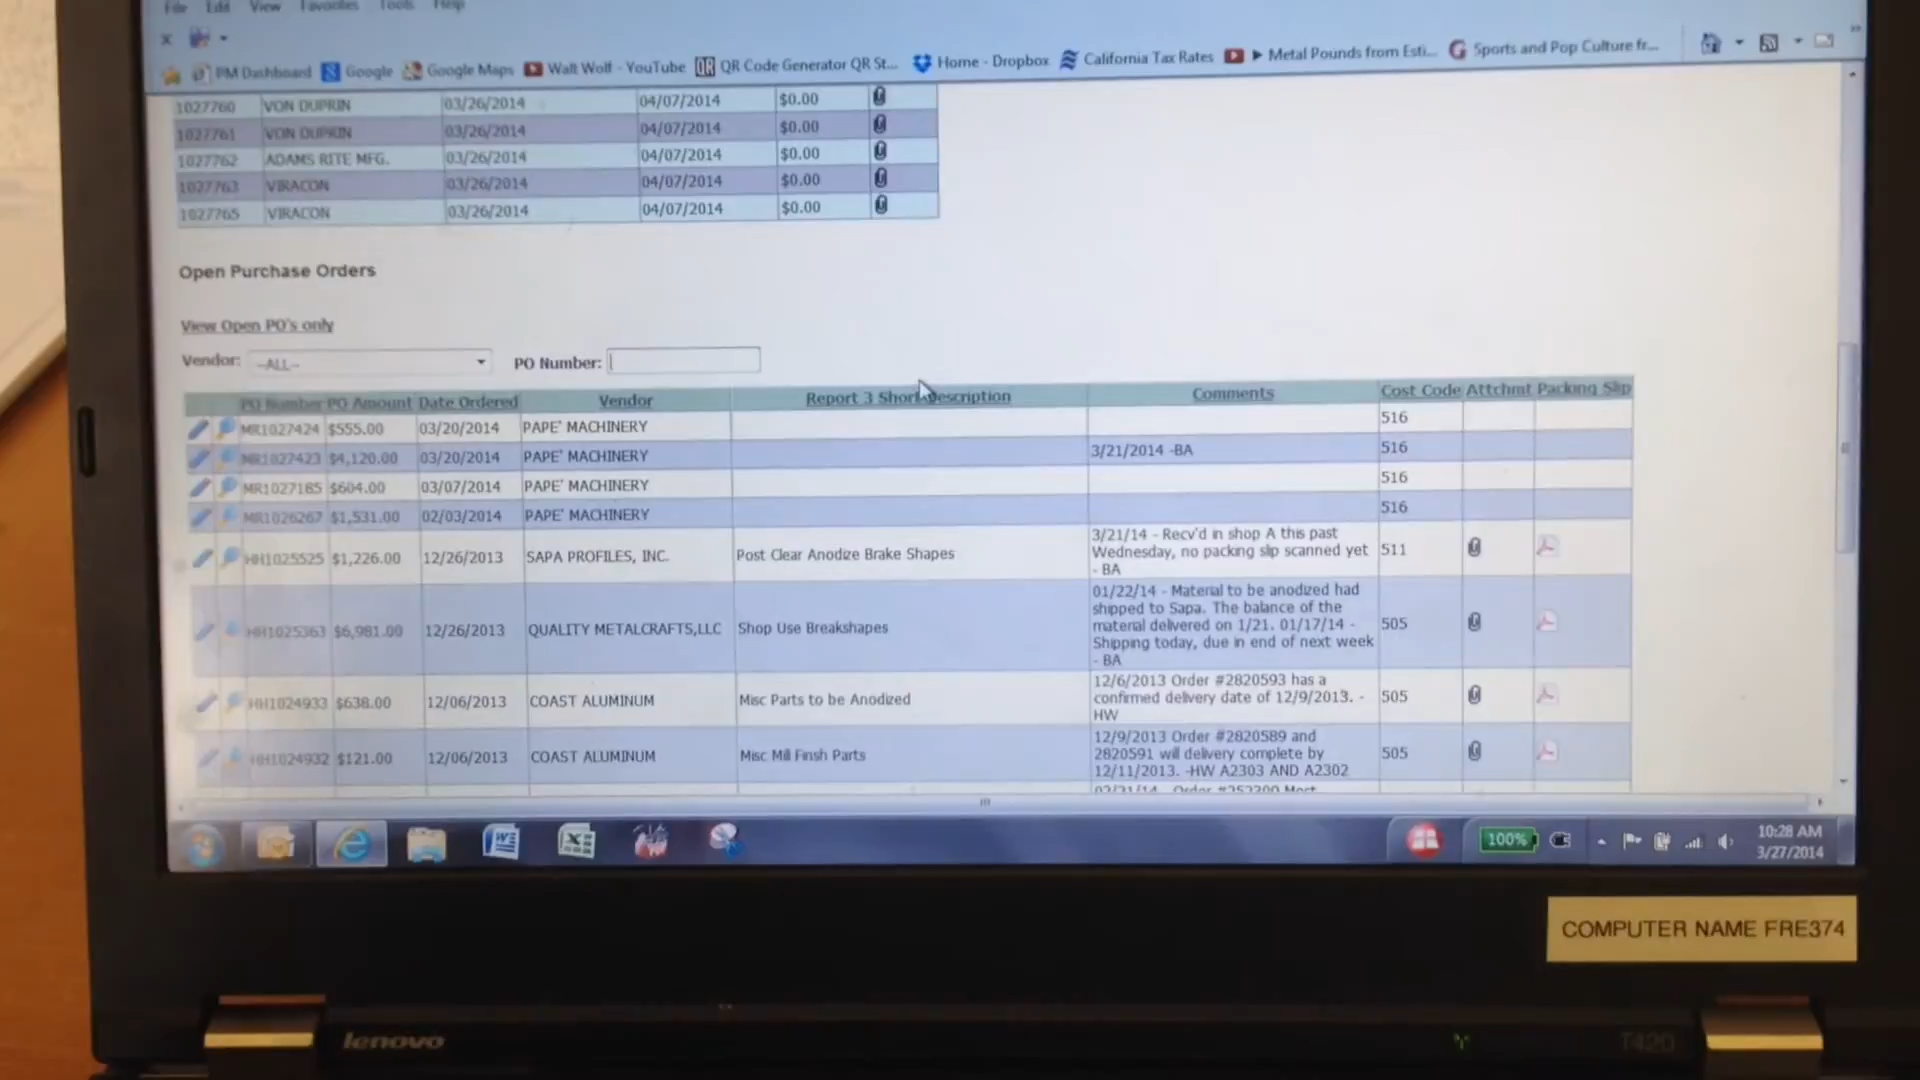 File Edit View Favorites Tools Help
x
PM Dashboard Google Google Maps Walt Wolf - YouTube QR Code Generator QR St... Home - Dropbox California Tax Rates ► Metal Pounds from Esti... Sports and Pop Culture fr...
1027760 VON DUPRIN 03/26/2014 04/07/2014 $0.00
1027761 VON DUPRIN 03/26/2014 04/07/2014 $0.00
1027762 ADAMS RITE MFG. 03/26/2014 04/07/2014 $0.00
1027763 VIRACON 03/26/2014 04/07/2014 $0.00
1027765 VIRACON 03/26/2014 04/07/2014 $0.00
Open Purchase Orders
View Open PO's only
Vendor: --ALL-- PO Number:
PO Number PO Amount Date Ordered Vendor Report 3 Short Description Comments Cost Code Attchmt Packing Slip
MR1027424 $555.00 03/20/2014 PAPE' MACHINERY 516
MR1027423 $4,120.00 03/20/2014 PAPE' MACHINERY 3/21/2014 -BA 516
MR1027185 $604.00 03/07/2014 PAPE' MACHINERY 516
MR1026267 $1,531.00 02/03/2014 PAPE' MACHINERY 516
HH1025525 $1,226.00 12/26/2013 SAPA PROFILES, INC. Post Clear Anodize Brake Shapes 3/21/14 - Recv'd in shop A this past
Wednesday, no packing slip scanned yet
- BA 511
HH1025363 $6,981.00 12/26/2013 QUALITY METALCRAFTS,LLC Shop Use Breakshapes 01/22/14 - Material to be anodized had
shipped to Sapa. The balance of the
material delivered on 1/21. 01/17/14 -
Shipping today, due in end of next week
- BA 505
HH1024933 $638.00 12/06/2013 COAST ALUMINUM Misc Parts to be Anodized 12/6/2013 Order #2820593 has a
confirmed delivery date of 12/9/2013. -
HW 505
HH1024932 $121.00 12/06/2013 COAST ALUMINUM Misc Mill Finsh Parts 12/9/2013 Order #2820589 and
2820591 will delivery complete by
12/11/2013. -HW A2303 AND A2302 505
100% 10:28 AM
3/27/2014
COMPUTER NAME FRE374
lenovo T420